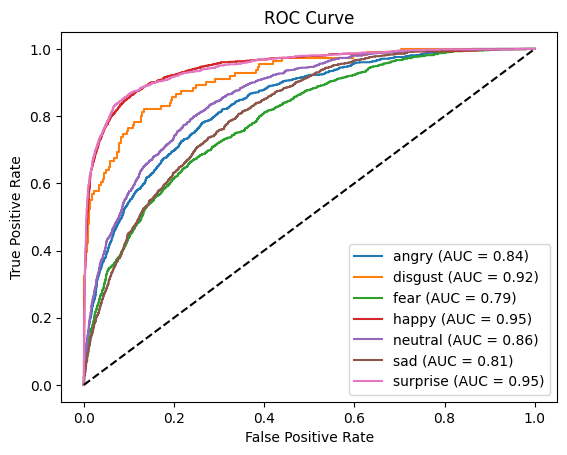 ROC Curve
True Positive Rate
1.0
0.8
0.6
0.4
0.2
0.0
angry (AUC = 0.84)
disgust (AUC = 0.92)
fear (AUC = 0.79)
happy (AUC = 0.95)
neutral (AUC = 0.86)
sad (AUC = 0.81)
surprise (AUC = 0.95)
0.0 0.2 0.4 0.6 0.8 1.0
False Positive Rate